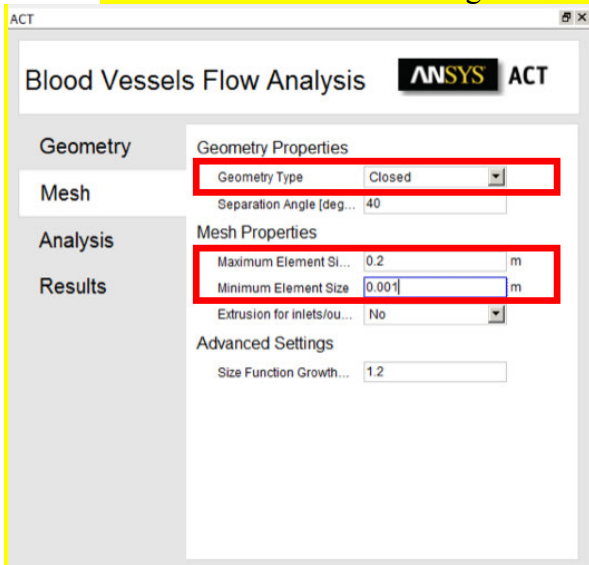 ACT
Blood Vessels Flow Analysis ANSYS ACT
Geometry
Mesh
Analysis
Results
Geometry Properties
Geometry Type Closed
Separation Angle [deg... 40
Mesh Properties
Maximum Element Si... 0.2 m
Minimum Element Size 0.001 m
Extrusion for inlets/ou... No
Advanced Settings
Size Function Growth... 1.2